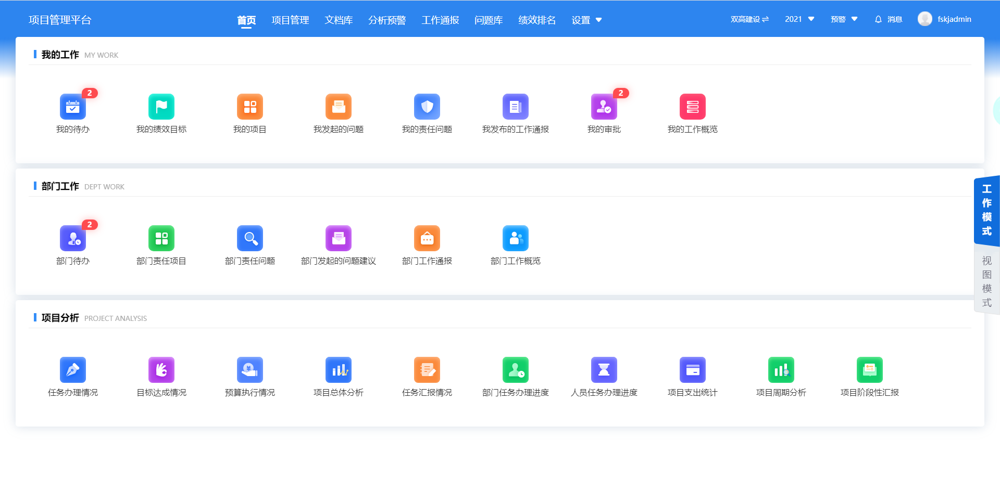 项目管理平台 首页 项目管理 文档库 分析预警 工作通报 问题库 绩效排名 设置 双高建设 2021 预警 消息 fskjadmin
我的工作 MY WORK
2 2
我的待办 我的绩效目标 我的项目 我发起的问题 我的责任问题 我发布的工作通报 我的审批 我的工作概览
部门工作 DEPT WORK
2
部门待办 部门责任项目 部门责任问题 部门发起的问题建议 部门工作通报 部门工作概览
项目分析 PROJECT ANALYSIS
任务办理情况 目标达成情况 预算执行情况 项目总体分析 任务汇报情况 部门任务办理进度 人员任务办理进度 项目支出统计 项目周期分析 项目阶段性汇报
工作模式
视图模式